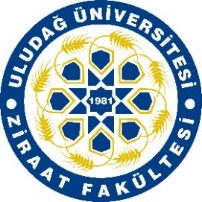 ULUDAĞ ÜNİVERSİTESİ
1981
ZİRAAT FAKÜLTESİ